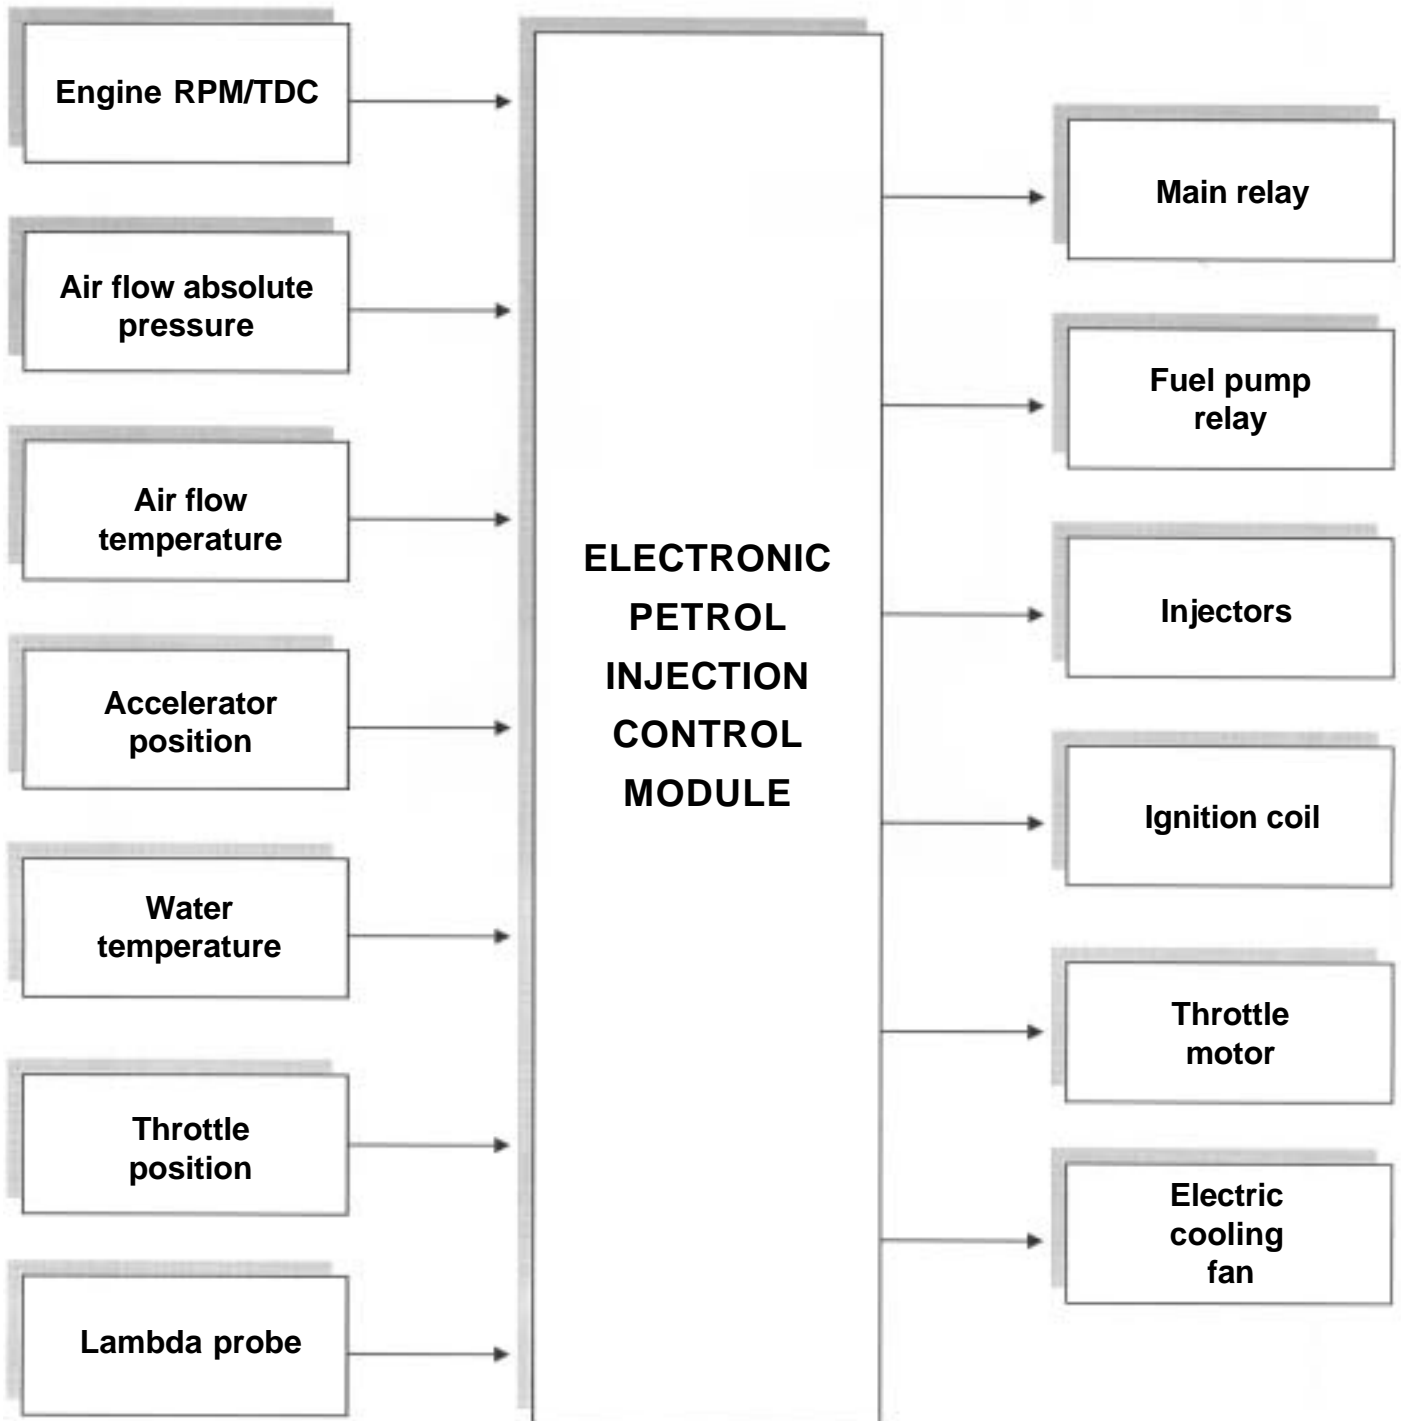 Engine RPM/TDC
Air flow absolute
pressure
Air flow
temperature
Accelerator
position
Water
temperature
Throttle
position
Lambda probe
ELECTRONIC
PETROL
INJECTION
CONTROL
MODULE
Main relay
Fuel pump
relay
Injectors
Ignition coil
Throttle
motor
Electric
cooling
fan